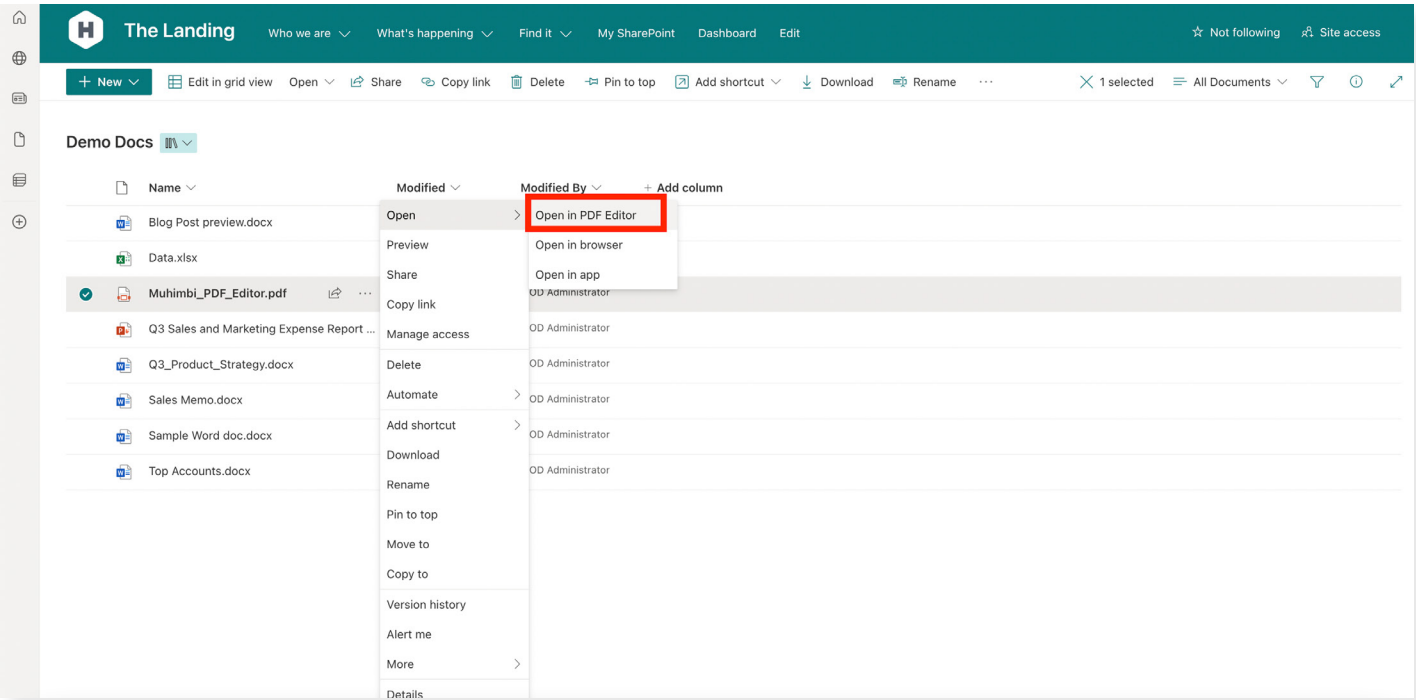 H The Landing Who we are What's happening Find it My SharePoint Dashboard Edit Not following Site access
+ New Edit in grid view Open Share Copy link Delete Pin to top Add shortcut Download Rename ... 1 selected All Documents
Demo Docs
Name Modified Modified By + Add column
Blog Post preview.docx
Data.xlsx
Muhimbi_PDF_Editor.pdf ... OD Administrator
Q3 Sales and Marketing Expense Report ... OD Administrator
Q3_Product_Strategy.docx OD Administrator
Sales Memo.docx OD Administrator
Sample Word doc.docx OD Administrator
Top Accounts.docx OD Administrator
Open
Preview
Share
Copy link
Manage access
Delete
Automate
Add shortcut
Download
Rename
Pin to top
Move to
Copy to
Version history
Alert me
More
Details
Open in PDF Editor
Open in browser
Open in app